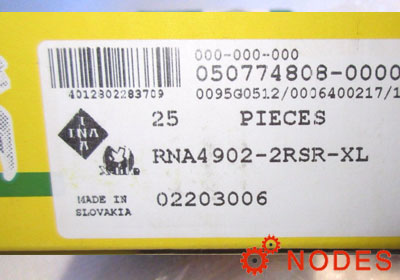 000-000-000
050774808-0000
4012802283709
0095G0512/0006400217/1
25 PIECES
INA
INA
RNA4902-2RSR-XL
MADE IN
SLOVAKIA
02203006
NODES